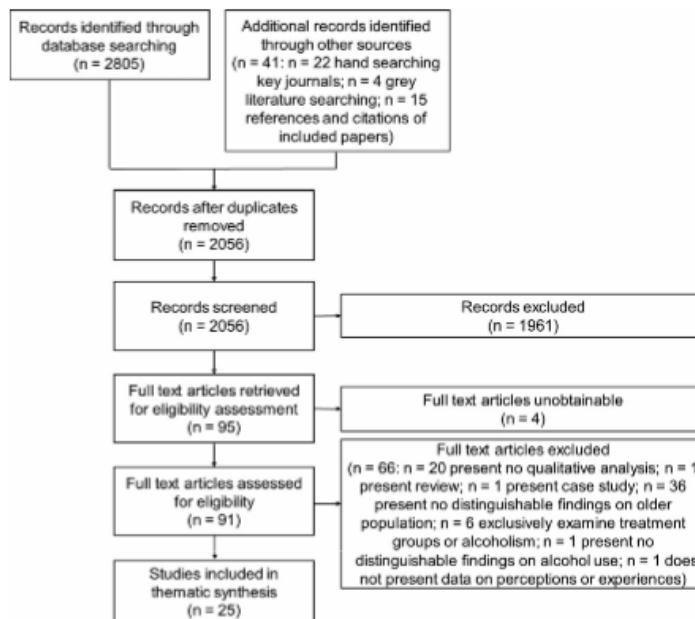 Records identified through
database searching
(n = 2805)
Additional records identified
through other sources
(n = 41: n = 22 hand searching
key journals; n = 4 grey
literature searching; n = 15
references and citations of
included papers)
Records after duplicates
removed
(n = 2056)
Records screened
(n = 2056)
Records excluded
(n = 1961)
Full text articles retrieved
for eligibility assessment
(n = 95)
Full text articles unobtainable
(n = 4)
Full text articles assessed
for eligibility
(n = 91)
Full text articles excluded
(n = 66: n = 20 present no qualitative analysis; n = 1
present review; n = 1 present case study; n = 36
present no distinguishable findings on older
population; n = 6 exclusively examine treatment
groups or alcoholism; n = 1 present no
distinguishable findings on alcohol use; n = 1 does
not present data on perceptions or experiences)
Studies included in
thematic synthesis
(n = 25)